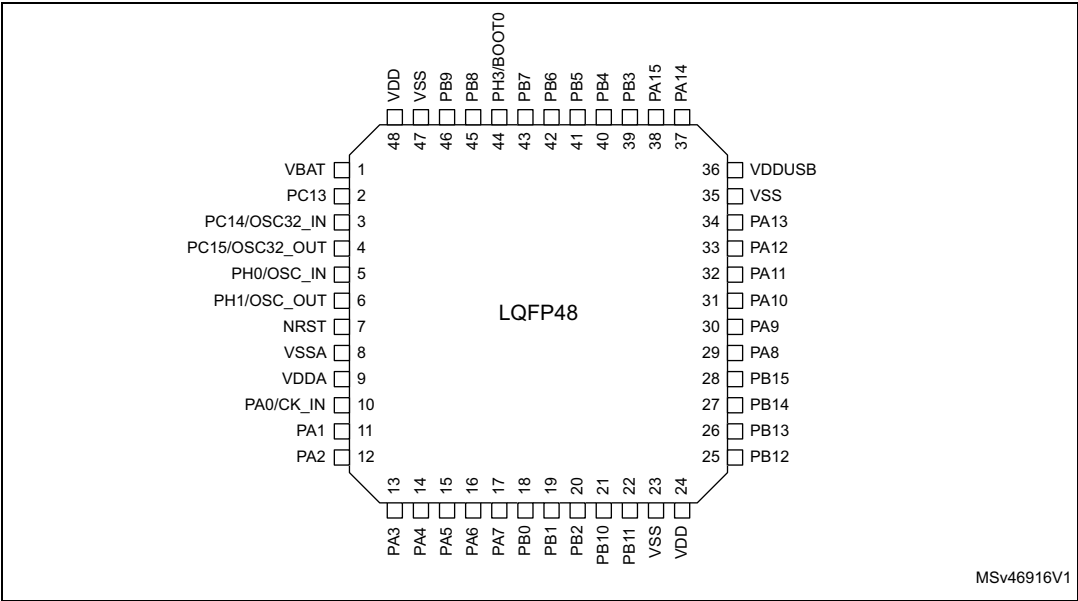 VDD
VSS
PB9
PB8
PH3/BOOT0
PB7
PB6
PB5
PB4
PB3
PA15
PA14
48
47
46
45
44
43
42
41
40
39
38
37
VBAT 1
PC13 2
PC14/OSC32_IN 3
PC15/OSC32_OUT 4
PH0/OSC_IN 5
PH1/OSC_OUT 6
NRST 7
VSSA 8
VDDA 9
PA0/CK_IN 10
PA1 11
PA2 12
LQFP48
36 VDDUSB
35 VSS
34 PA13
33 PA12
32 PA11
31 PA10
30 PA9
29 PA8
28 PB15
27 PB14
26 PB13
25 PB12
13
14
15
16
17
18
19
20
21
22
23
24
PA3
PA4
PA5
PA6
PA7
PB0
PB1
PB2
PB10
PB11
VSS
VDD
MSv46916V1